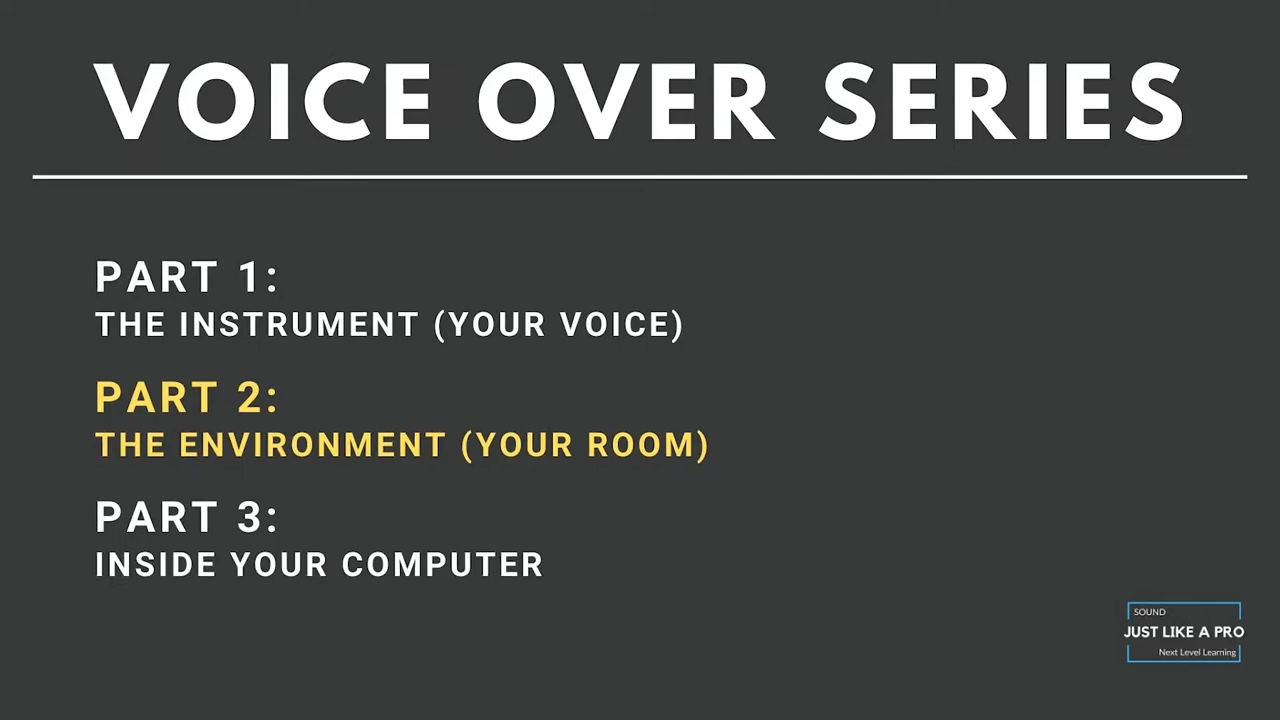 VOICE OVER SERIES
PART 1:
THE INSTRUMENT (YOUR VOICE)
PART 2:
THE ENVIRONMENT (YOUR ROOM)
PART 3:
INSIDE YOUR COMPUTER
SOUND
JUST LIKE A PRO
Next Level Learning